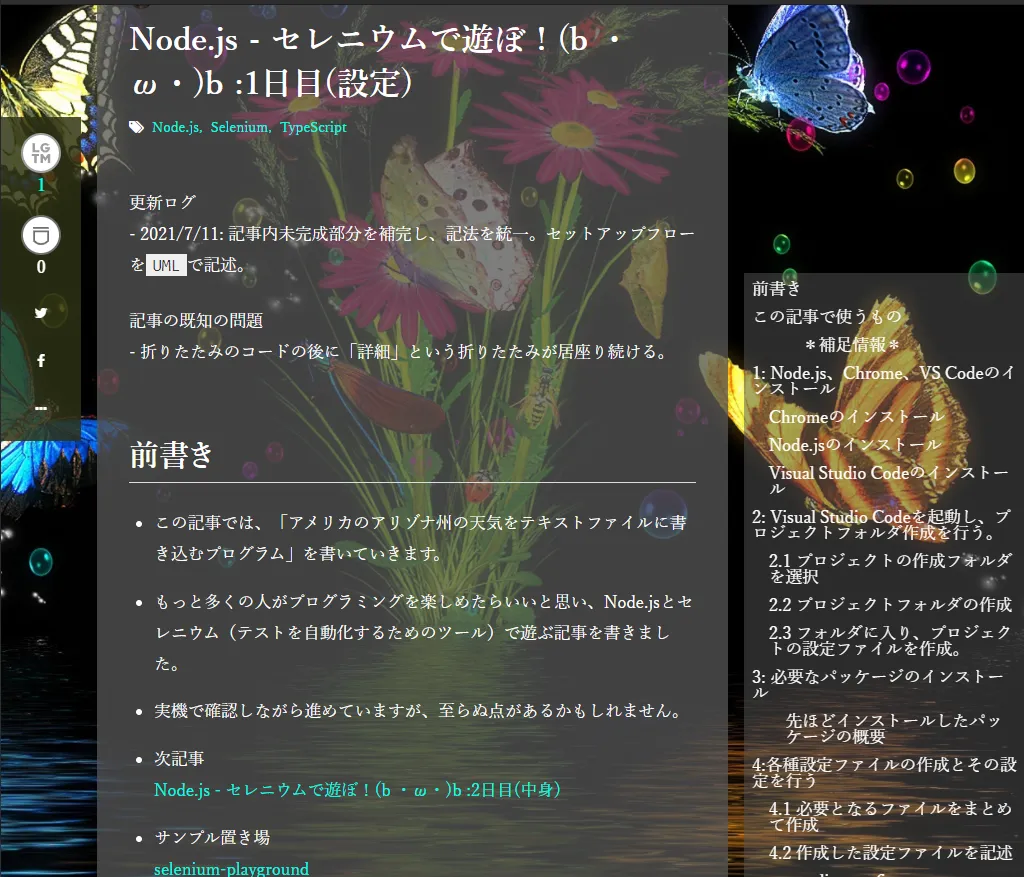 Node.js - セレニウムで遊ぼ！(b ・
ω・)b :1日目(設定)
Node.js, Selenium, TypeScript
LG
TM
1
0
更新ログ
- 2021/7/11: 記事内未完成部分を補完し、記法を統一。セットアップフロー
を UML で記述。
記事の既知の問題
- 折りたたみのコードの後に「詳細」という折りたたみが居座り続ける。
前書き
• この記事では、「アメリカのアリゾナ州の天気をテキストファイルに書
き込むプログラム」を書いていきます。
• もっと多くの人がプログラミングを楽しめたらいいと思い、Node.jsとセ
レニウム（テストを自動化するためのツール）で遊ぶ記事を書きまし
た。
• 実機で確認しながら進めていますが、至らぬ点があるかもしれません。
• 次記事
Node.js - セレニウムで遊ぼ！(b ・ω・)b :2日目(中身)
• サンプル置き場
selenium-playground
前書き
この記事で使うもの
＊補足情報＊
1: Node.js、Chrome、VS Codeのイ
ンストール
Chromeのインストール
Node.jsのインストール
Visual Studio Codeのインストー
ル
2: Visual Studio Codeを起動し、プ
ロジェクトフォルダ作成を行う。
2.1 プロジェクトの作成フォルダ
を選択
2.2 プロジェクトフォルダの作成
2.3 フォルダに入り、プロジェク
トの設定ファイルを作成。
3: 必要なパッケージのインストー
ル
先ほどインストールしたパッ
ケージの概要
4:各種設定ファイルの作成とその設
定を行う
4.1 必要となるファイルをまとめ
て作成
4.2 作成した設定ファイルを記述